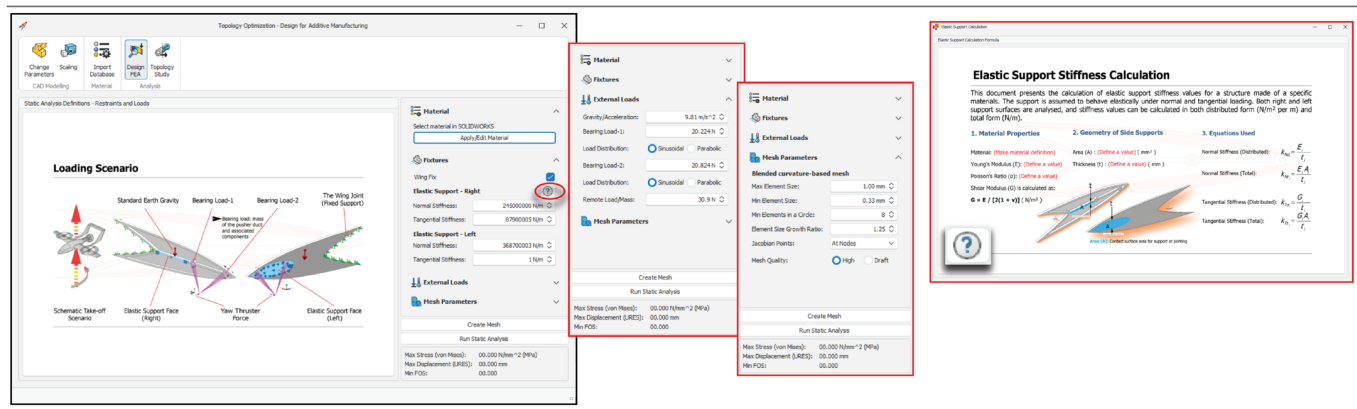 Topology Optimization - Design for Additive Manufacturing
Change Parameters
Scaling
Import Database
Design FEA
Topology Study
CAD Modelling
Material
Analysis
Static Analysis Definitions - Restraints and Loads
Loading Scenario
Standard Earth Gravity
Bearing Load-1
Bearing Load-2
The Wing Joint
(Fixed Support)
Bearing load: mass
of the pusher duct
and associated
components
Schematic Take-off
Scenario
Elastic Support Face
(Right)
Yaw Thruster
Force
Elastic Support Face
(Left)
Material
Select material in SOLIDWORKS
Apply/Edit Material
Fixtures
Wing Fix
Elastic Support - Right
?
Normal Stiffness: 245000000 N/m
Tangential Stiffness: 87900005 N/m
Elastic Support - Left
Normal Stiffness: 368700003 N/m
Tangential Stiffness: 1 N/m
External Loads
Mesh Parameters
Create Mesh
Run Static Analysis
Max Stress (von Mises): 00.000 N/mm^2 (MPa)
Max Displacement (URES): 00.000 mm
Min FOS: 00.000
Material
Fixtures
External Loads
Gravity/Acceleration: 9.81 m/s^2
Bearing Load-1: 20.224 N
Load Distribution: Sinusoidal Parabolic
Bearing Load-2: 20.824 N
Load Distribution: Sinusoidal Parabolic
Remote Load/Mass: 30.9 N
Mesh Parameters
Create Mesh
Run Static Analysis
Max Stress (von Mises): 00.000 N/mm^2 (MPa)
Max Displacement (URES): 00.000 mm
Min FOS: 00.000
Material
Fixtures
External Loads
Mesh Parameters
Blended curvature-based mesh
Max Element Size: 1.00 mm
Min Element Size: 0.33 mm
Min Elements in a Circle: 8
Element Size Growth Ratio: 1.25
Jacobian Points: At Nodes
Mesh Quality: High Draft
Create Mesh
Run Static Analysis
Max Stress (von Mises): 00.000 N/mm^2 (MPa)
Max Displacement (URES): 00.000 mm
Min FOS: 00.000
Elastic Support Calculation
Elastic Support Calculation Formula
Elastic Support Stiffness Calculation
This document presents the calculation of elastic support stiffness values for a structure made of a specific
materials. The support is assumed to behave elastically under normal and tangential loading. Both right and left
support surfaces are analysed, and stiffness values can be calculated in both distributed form (N/m³ per m) and
total form (N/m).
1. Material Properties
2. Geometry of Side Supports
3. Equations Used
Material: (Make material definition)
Area (A) : (Define a value) ( mm² )
Normal Stiffness (Distributed):
Young's Modulus (E): (Define a value)
Thickness (t) : (Define a value) ( mm )
Poisson's Ratio (υ): (Define a value)
Normal Stiffness (Total):
Shear Modulus (G) is calculated as:
G = E / [2(1 + v)] ( N/m² )
Tangential Stiffness (Distributed):
Tangential Stiffness (Total):
Area (A): Contact surface area for support or jointing
?